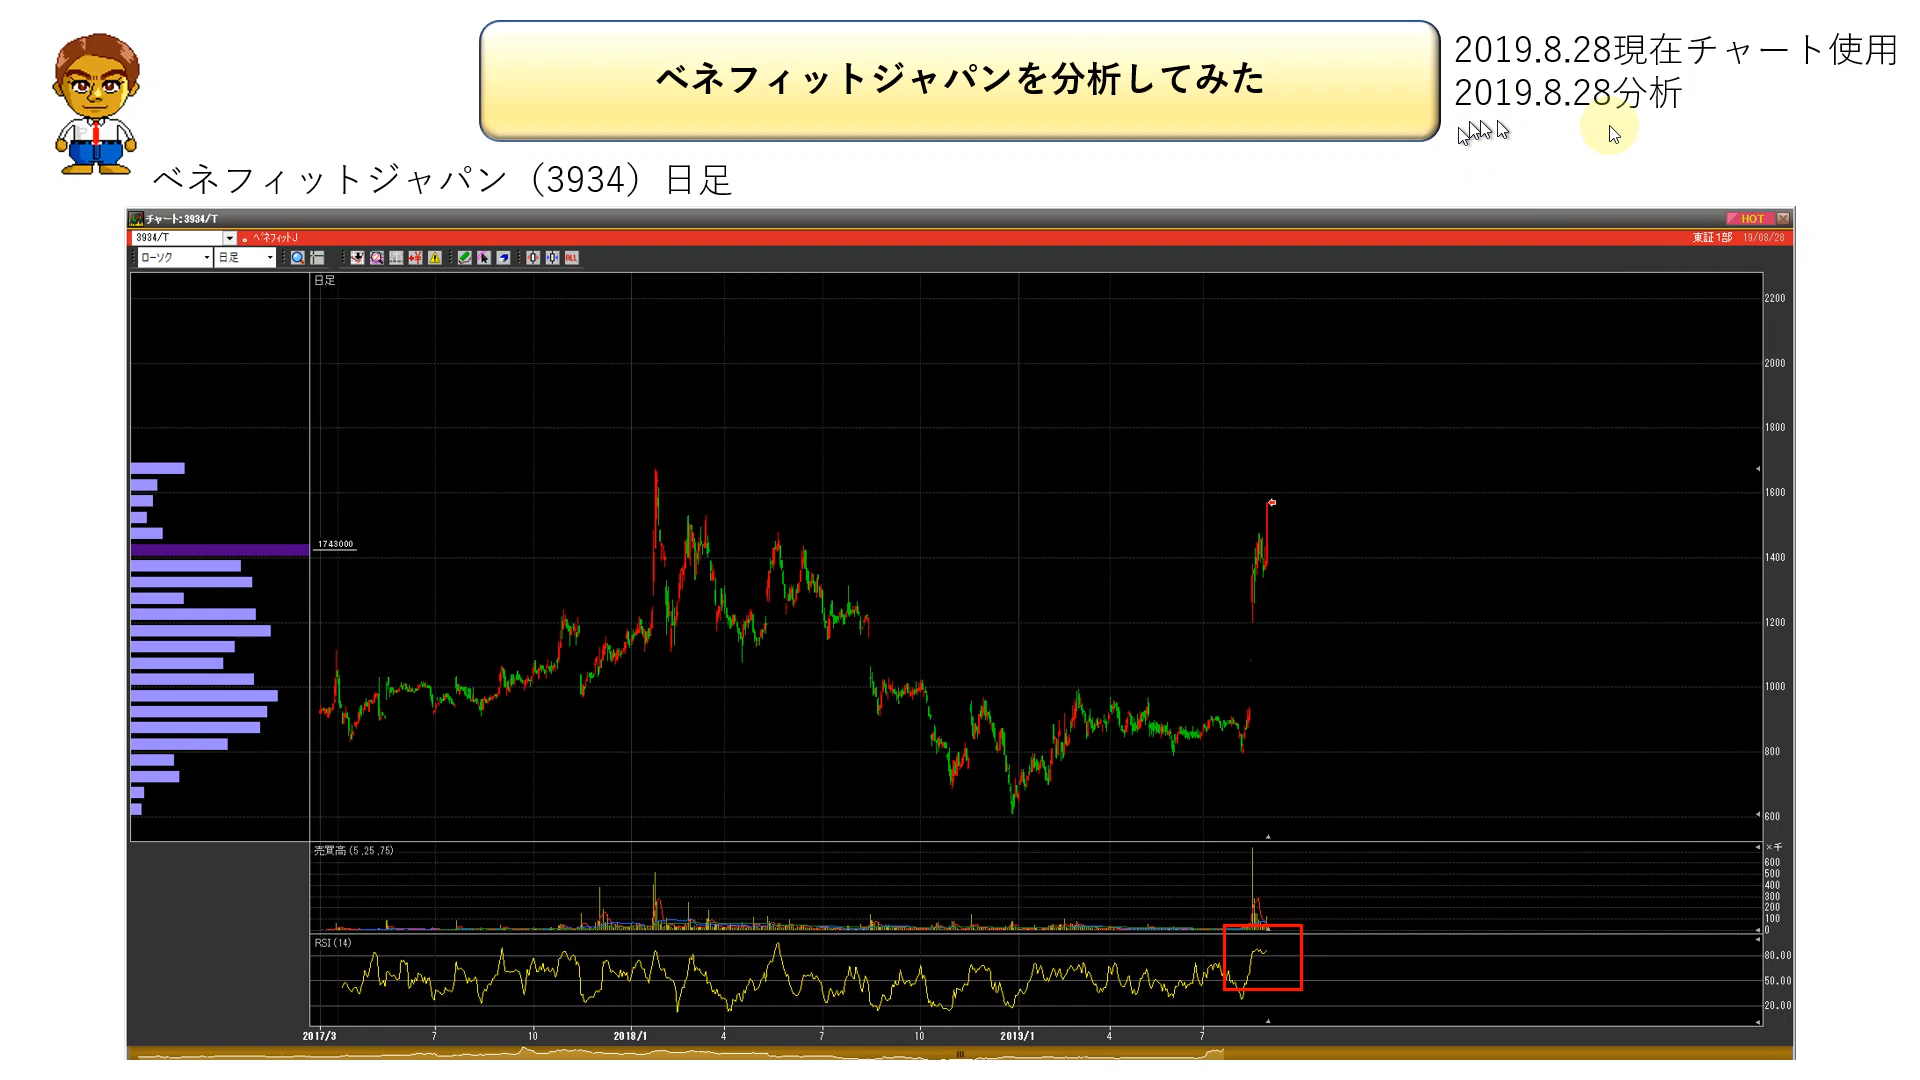 ベネフィットジャパンを分析してみた
2019.8.28現在チャート使用
2019.8.28分析
ベネフィットジャパン（3934）日足
チャート:3934/T
HOT
3934/T
ベネフィットJ
東証1部 19/08/28
ローソク 日足
ALL
日足
2200
2000
1800
1600
1743000
1400
1200
1000
800
600
売買高(5,25,75)
×千
600
500
400
300
200
100
0
RSI(14)
80.00
50.00
20.00
2017/3 7 10 2018/1 4 7 10 2019/1 4 7